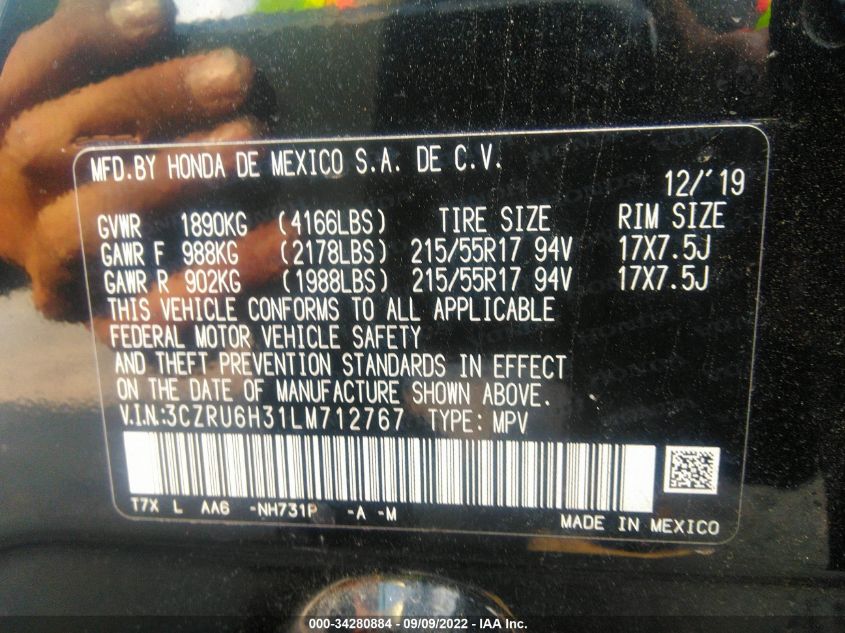 MFD.BY HONDA DE MEXICO S.A. DE C.V.
12/'19
GVWR 1890KG (4166LBS) TIRE SIZE RIM SIZE
GAWR F 988KG (2178LBS) 215/55R17 94V 17X7.5J
GAWR R 902KG (1988LBS) 215/55R17 94V 17X7.5J
THIS VEHICLE CONFORMS TO ALL APPLICABLE
FEDERAL MOTOR VEHICLE SAFETY
AND THEFT PREVENTION STANDARDS IN EFFECT
ON THE DATE OF MANUFACTURE SHOWN ABOVE.
V.I.N.:3CZRU6H31LM712767 TYPE: MPV
T7X L AA6 -NH731P -A -M
MADE IN MEXICO
000-34280884 - 09/09/2022 - IAA Inc.